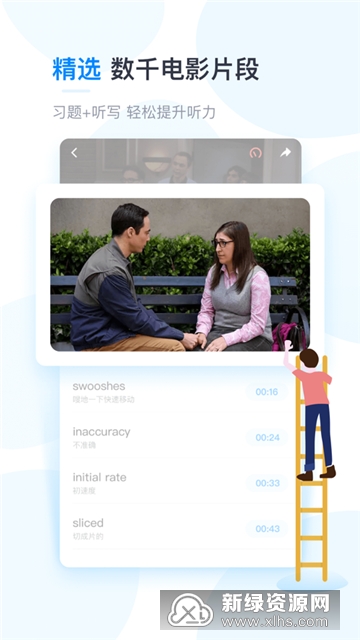 精选 数千电影片段
习题+听写 轻松提升听力
swooshes
嗖地一下快速移动
00:16
inaccuracy
不准确
00:24
initial rate
初速度
00:33
sliced
切成片的
00:43
新绿资源网
www.xlhs.com